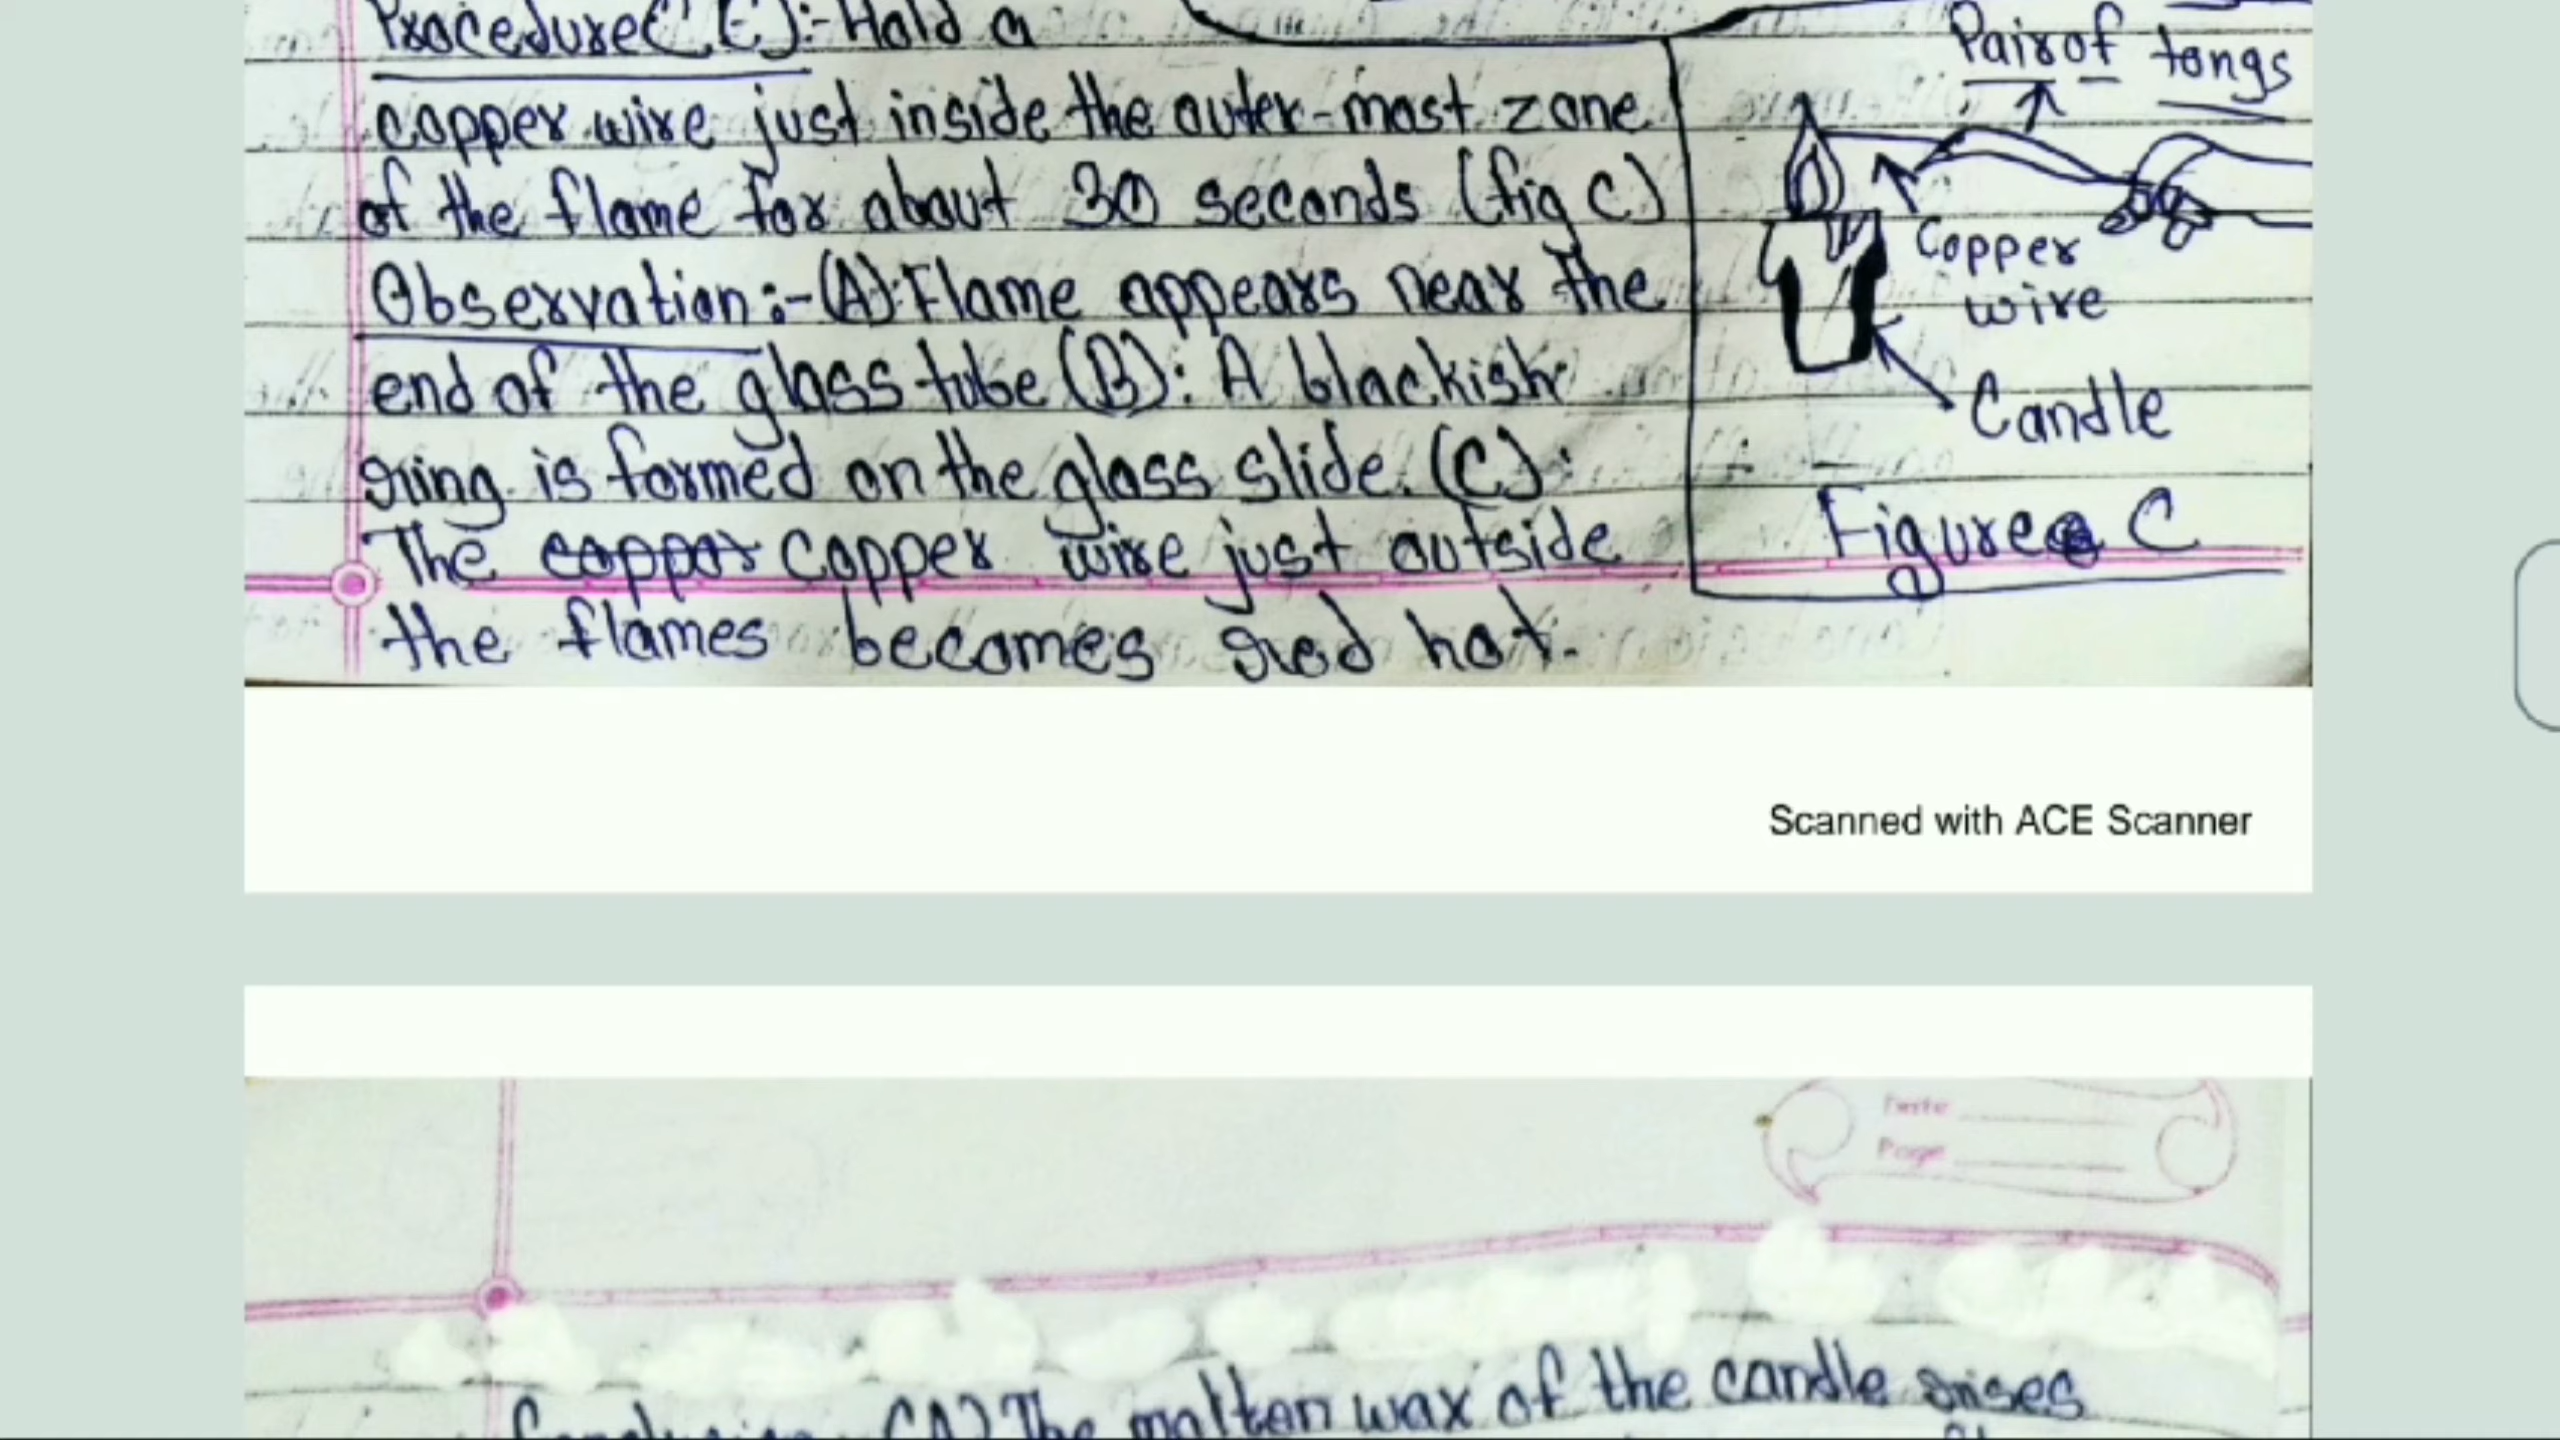 Procedure(C):- Hold a
copper wire just inside the outer-most zone
of the flame for about 30 seconds (fig C)
Observation:- (A): Flame appears near the
end of the glass tube (B): A blackish
ring is formed on the glass slide. (C):
The coppor copper wire just outside
the flames becomes red hot.
Pair of tongs
Copper
wire
Candle
Figure C
Scanned with ACE Scanner
Date
Page
Conclusion:- (A) The molten wax of the candle rises